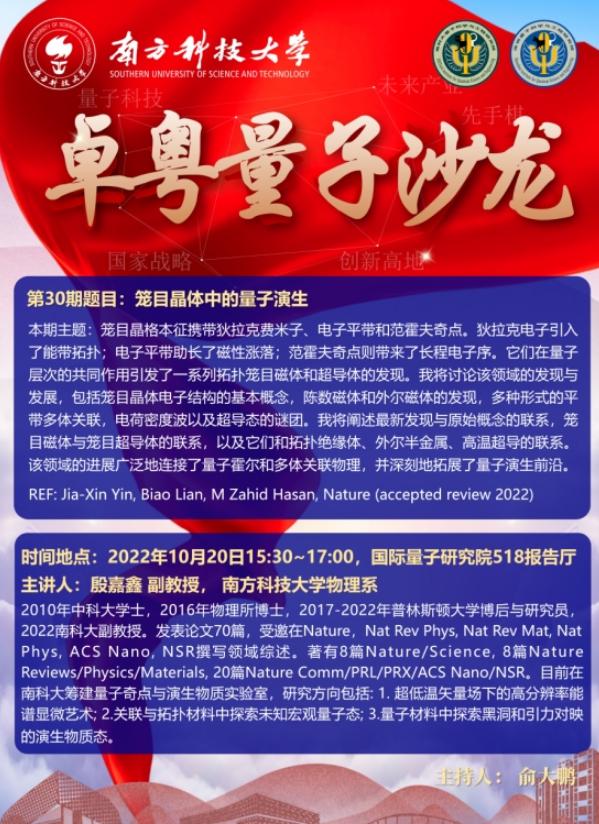 南方科技大学
SOUTHERN UNIVERSITY OF SCIENCE AND TECHNOLOGY
量子科技
未来产业
先手棋
卓粤量子沙龙
国家战略
创新高地
第30期题目：笼目晶体中的量子演生
本期主题：笼目晶格本征携带狄拉克费米子、电子平带和范霍夫奇点。狄拉克电子引入
了能带拓扑；电子平带助长了磁性涨落；范霍夫奇点则带来了长程电子序。它们在量子
层次的共同作用引发了一系列拓扑笼目磁体和超导体的发现。我将讨论该领域的发现与
发展，包括笼目晶体电子结构的基本概念，陈数磁体和外尔磁体的发现，多种形式的平
带多体关联，电荷密度波以及超导态的谜团。我将阐述最新发现与原始概念的联系，笼
目磁体与笼目超导体的联系，以及它们和拓扑绝缘体、外尔半金属、高温超导的联系。
该领域的进展广泛地连接了量子霍尔和多体关联物理，并深刻地拓展了量子演生前沿。
REF: Jia-Xin Yin, Biao Lian, M Zahid Hasan, Nature (accepted review 2022)
时间地点：2022年10月20日15:30~17:00，国际量子研究院518报告厅
主讲人：殷嘉鑫 副教授， 南方科技大学物理系
2010年中科大学士，2016年物理所博士，2017-2022年普林斯顿大学博后与研究员，
2022南科大副教授。发表论文70篇，受邀在Nature，Nat Rev Phys, Nat Rev Mat, Nat
Phys, ACS Nano, NSR撰写领域综述。著有8篇Nature/Science, 8篇Nature
Reviews/Physics/Materials, 20篇Nature Comm/PRL/PRX/ACS Nano/NSR。目前在
南科大筹建量子奇点与演生物质实验室，研究方向包括: 1. 超低温矢量场下的高分辨率能
谱显微艺术; 2.关联与拓扑材料中探索未知宏观量子态; 3.量子材料中探索黑洞和引力对映
的演生物质态。
主持人： 俞大鹏